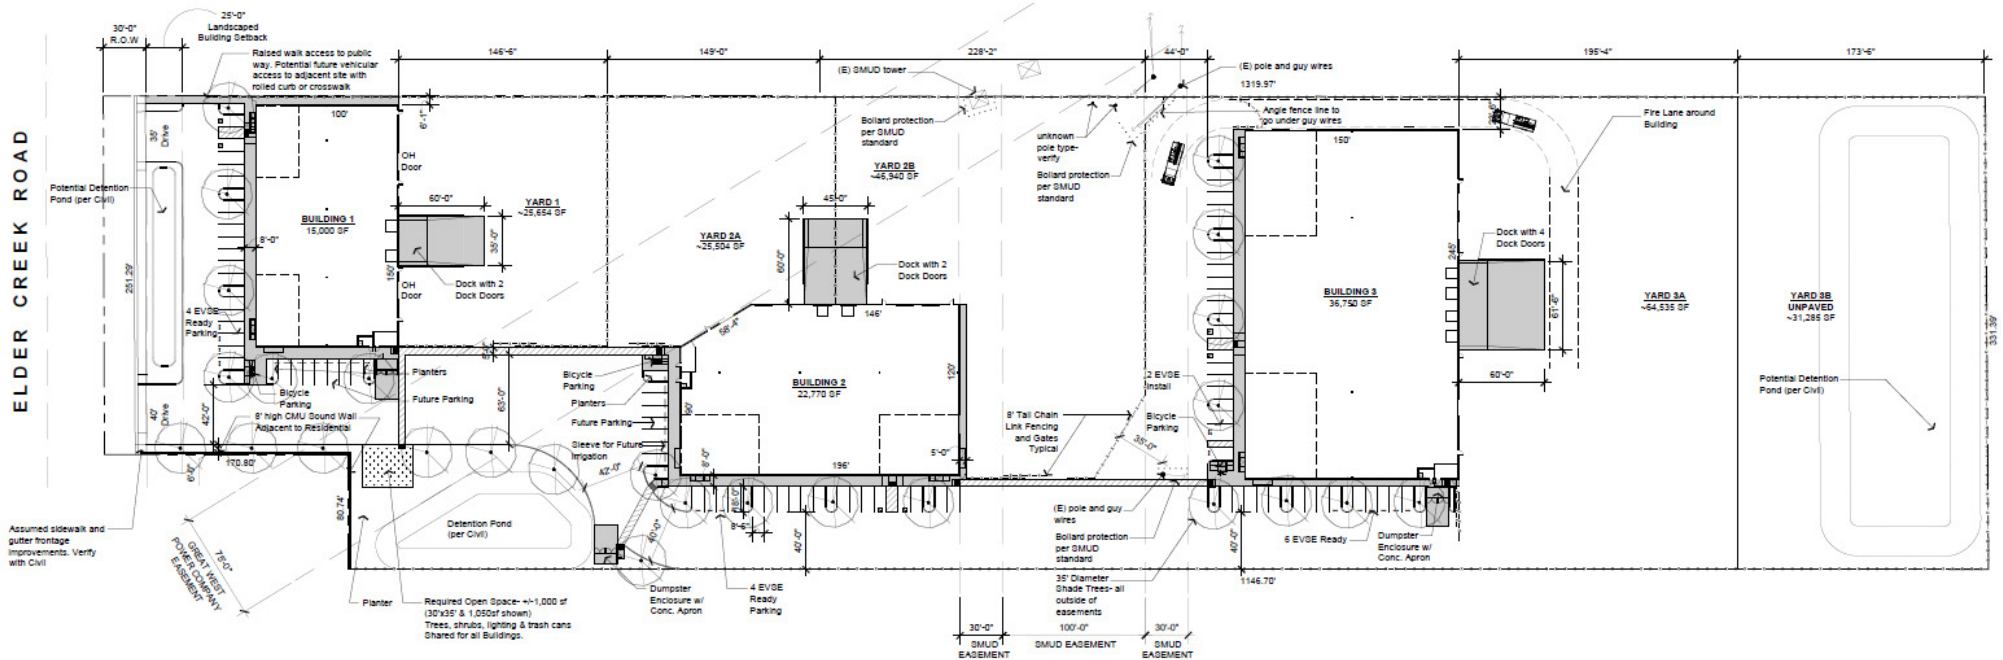 25'-0"
Landscaped
Building Setback
30'-0"
R.O.W
Raised walk access to public
way. Potential future vehicular
access to adjacent site with
rolled curb or crosswalk
146'-6"
149'-0"
228'-2"
44'-0"
195'-4"
173'-6"
(E) SMUD tower
(E) pole and guy wires
1319.97'
Angle fence line to
go under guy wires
Fire Lane around
Building
Bollard protection
per SMUD
standard
unknown
pole type-
verify
Bollard protection
per SMUD
standard
ELDER CREEK ROAD
35'
Drive
100'
6'-1"
OH
Door
150'
Potential Detention
Pond (per Civil)
60'-0"
YARD 1
~25,654 SF
YARD 2B
~46,940 SF
45'-0"
BUILDING 1
15,000 SF
8'-0"
35'-0"
YARD 2A
~25,504 SF
60'-0"
Dock with 4
Dock Doors
245'
251.29'
150'
OH
Door
Dock with 2
Dock Doors
Dock with 2
Dock Doors
BUILDING 3
36,750 SF
61'-6"
YARD 3A
~64,535 SF
YARD 3B
UNPAVED
~31,285 SF
331.39'
4 EVSE
Ready
Parking
58'-4"
146'
Planters
Bicycle
Parking
Future Parking
8' high CMU Sound Wall
Adjacent to Residential
40'
Drive
42'-0"
63'-0"
Bicycle
Parking
Planters
Future Parking
Sleeve for Future
Irrigation
90'
BUILDING 2
22,770 SF
120'
2 EVSE
Install
Bicycle
Parking
60'-0"
Potential Detention
Pond (per Civil)
8' Tall Chain
Link Fencing
and Gates
Typical
35'-0"
170.80'
42'-0"
8'-0"
196'
5'-0"
80.74'
Detention Pond
(per Civil)
18'-0"
8'-6"
40'-0"
40'-0"
(E) pole and guy
wires
Bollard protection
per SMUD
standard
40'-0"
6 EVSE Ready
Dumpster
Enclosure w/
Conc. Apron
Assumed sidewalk and
gutter frontage
improvements. Verify
with Civil
75'-0"
GREAT WEST
POWER COMPANY
EASEMENT
Planter
Required Open Space- +/-1,000 sf
(30'x35' & 1,050sf shown)
Trees, shrubs, lighting & trash cans
Shared for all Buildings.
Dumpster
Enclosure w/
Conc. Apron
4 EVSE
Ready
Parking
35' Diameter
Shade Trees- all
outside of
easements
1146.70'
30'-0"
100'-0"
30'-0"
SMUD
EASEMENT
SMUD EASEMENT
SMUD
EASEMENT